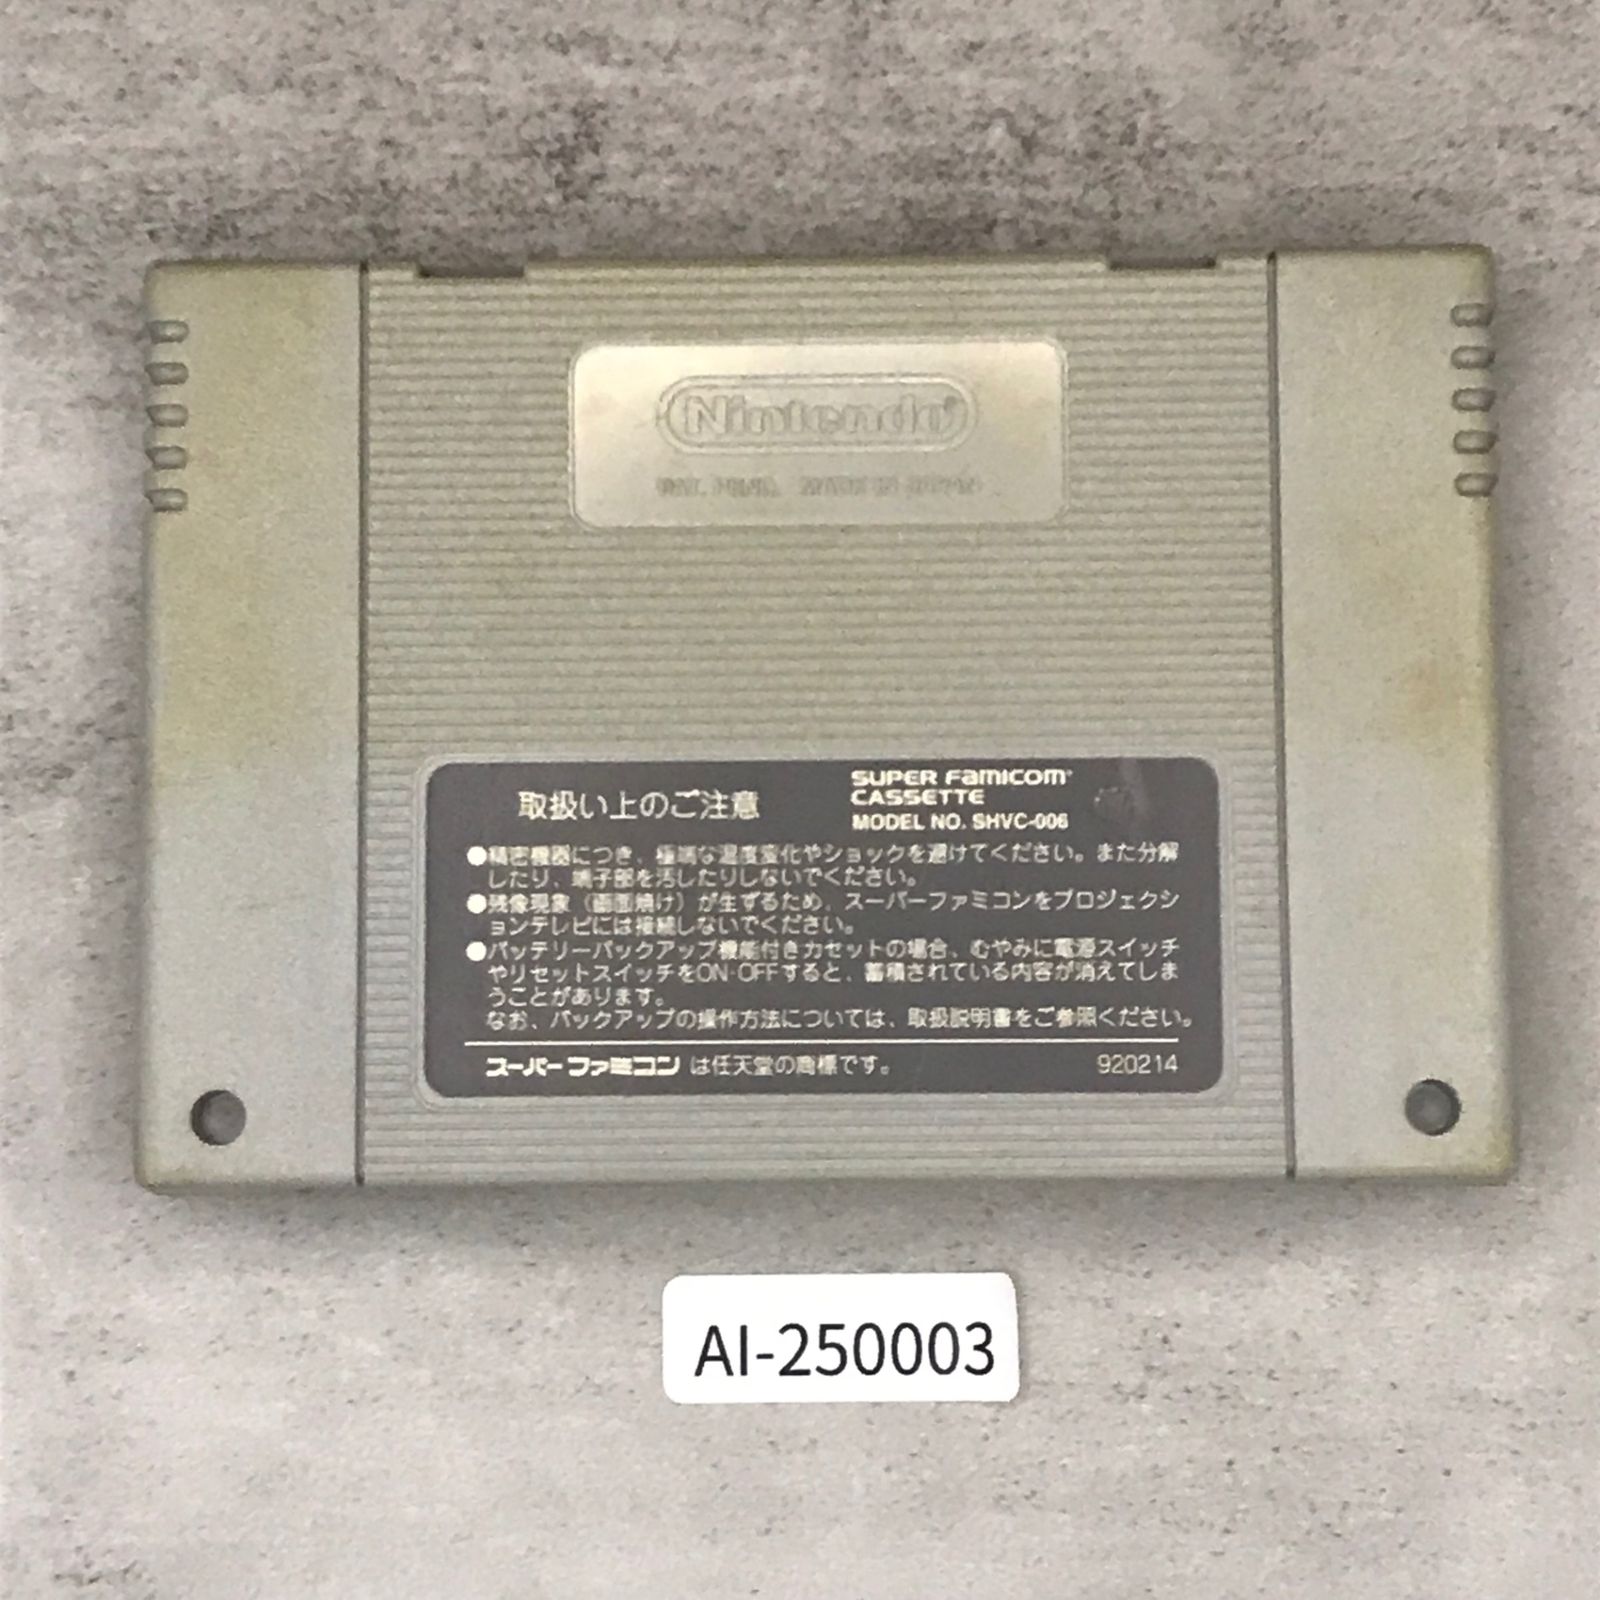 Nintendo
PAT. PEND. MADE IN JAPAN
取扱い上のご注意
SUPER FAMICOM
CASSETTE
MODEL NO. SHVC-006
●精密機器につき、極端な温度変化やショックを避けてください。また分解
したり、端子部を汚したりしないでください。
●残像現象（画面焼け）が生ずるため、スーパーファミコンをプロジェクシ
ョンテレビには接続しないでください。
●バッテリーバックアップ機能付きカセットの場合、むやみに電源スイッチ
やリセットスイッチをON・OFFすると、蓄積されている内容が消えてしま
うことがあります。
なお、バックアップの操作方法については、取扱説明書をご参照ください。
スーパーファミコンは任天堂の商標です。 920214
AI-250003